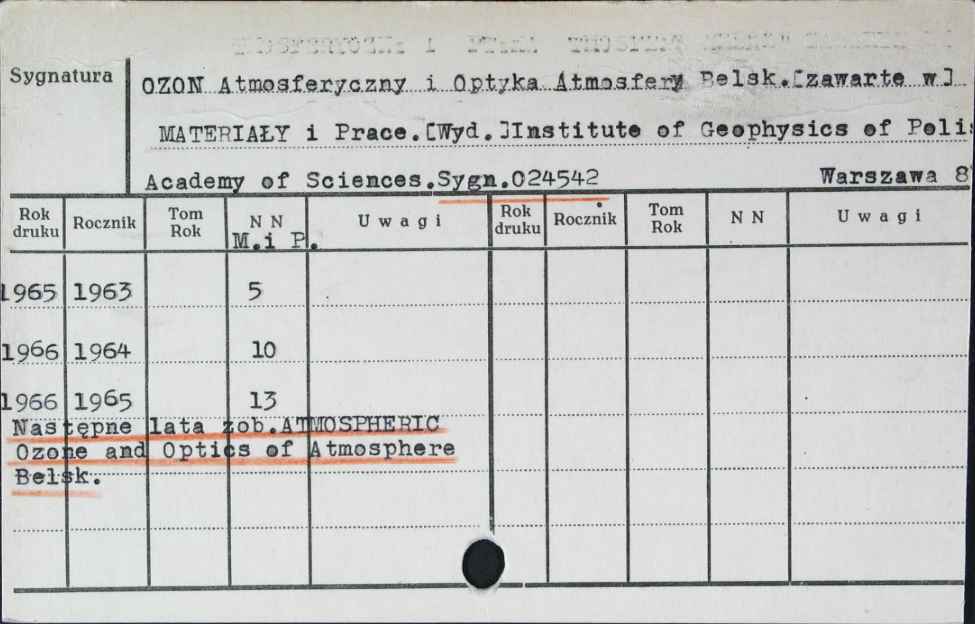 Sygnatura
OZON Atmosferyczny i Optyka Atmosfery Belsk.[zawarte w]
MATERIAŁY i Prace.[Wyd.]Institute of Geophysics of Poli
Academy of Sciences.Sygn.024542 Warszawa 8
Rok druku Rocznik Tom Rok N N U w a g i Rok druku Rocznik Tom Rok N N U w a g i
M.i P.
1965 1963 5
1966 1964 10
1966 1965 13
Następne lata zob.ATMOSPHERIC
Ozone and Optics of Atmosphere
Belsk.